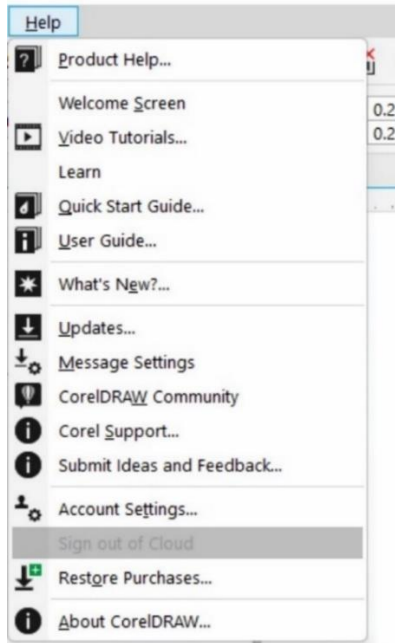 Help
Product Help...
Welcome Screen
0.2
Video Tutorials...
0.2
Learn
Quick Start Guide...
User Guide...
What's New?...
Updates...
Message Settings
CorelDRAW Community
Corel Support...
Submit Ideas and Feedback...
Account Settings...
Sign out of Cloud
Restore Purchases...
About CorelDRAW...